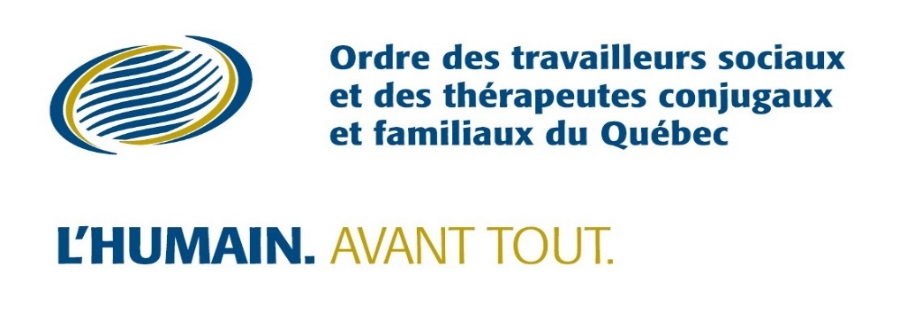 Ordre des travailleurs sociaux
et des thérapeutes conjugaux
et familiaux du Québec
L'HUMAIN. AVANT TOUT.